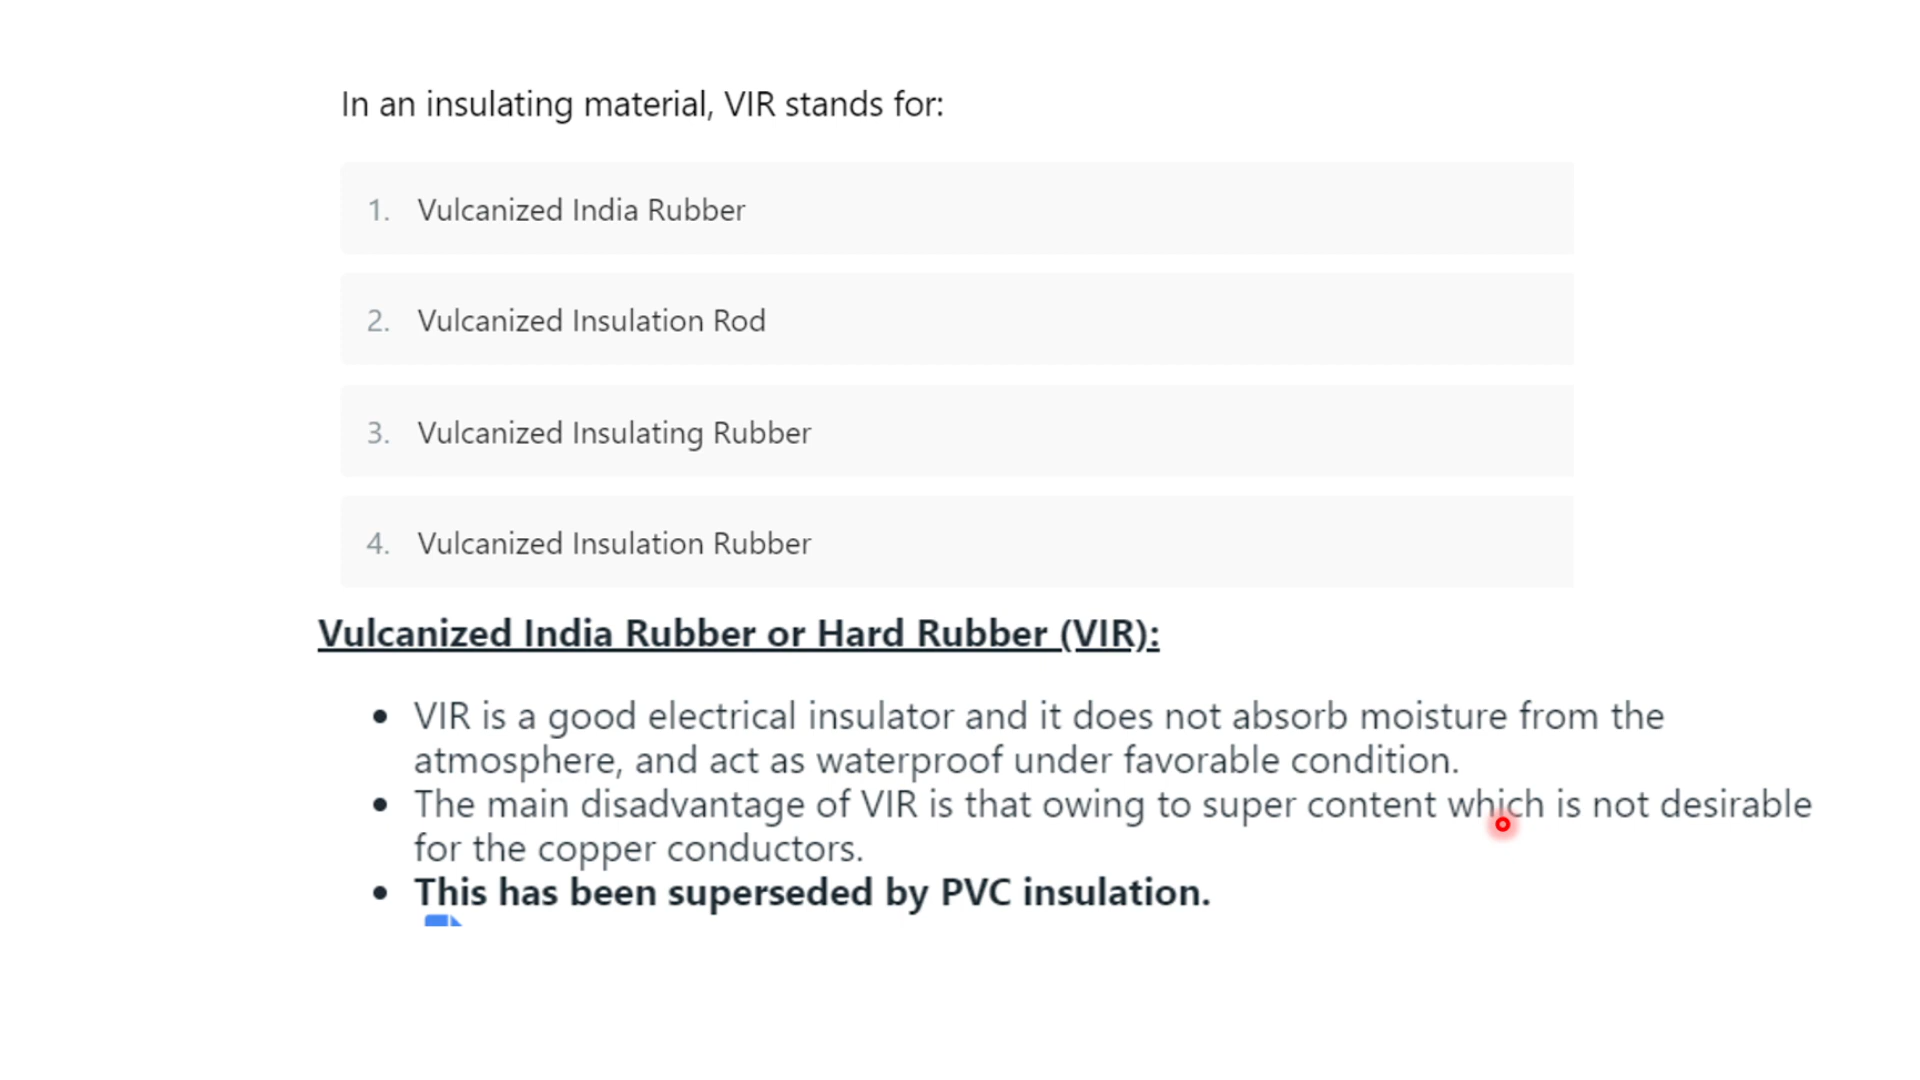 In an insulating material, VIR stands for:
1. Vulcanized India Rubber
2. Vulcanized Insulation Rod
3. Vulcanized Insulating Rubber
4. Vulcanized Insulation Rubber
Vulcanized India Rubber or Hard Rubber (VIR):
• VIR is a good electrical insulator and it does not absorb moisture from the
atmosphere, and act as waterproof under favorable condition.
• The main disadvantage of VIR is that owing to super content which is not desirable
for the copper conductors.
• This has been superseded by PVC insulation.